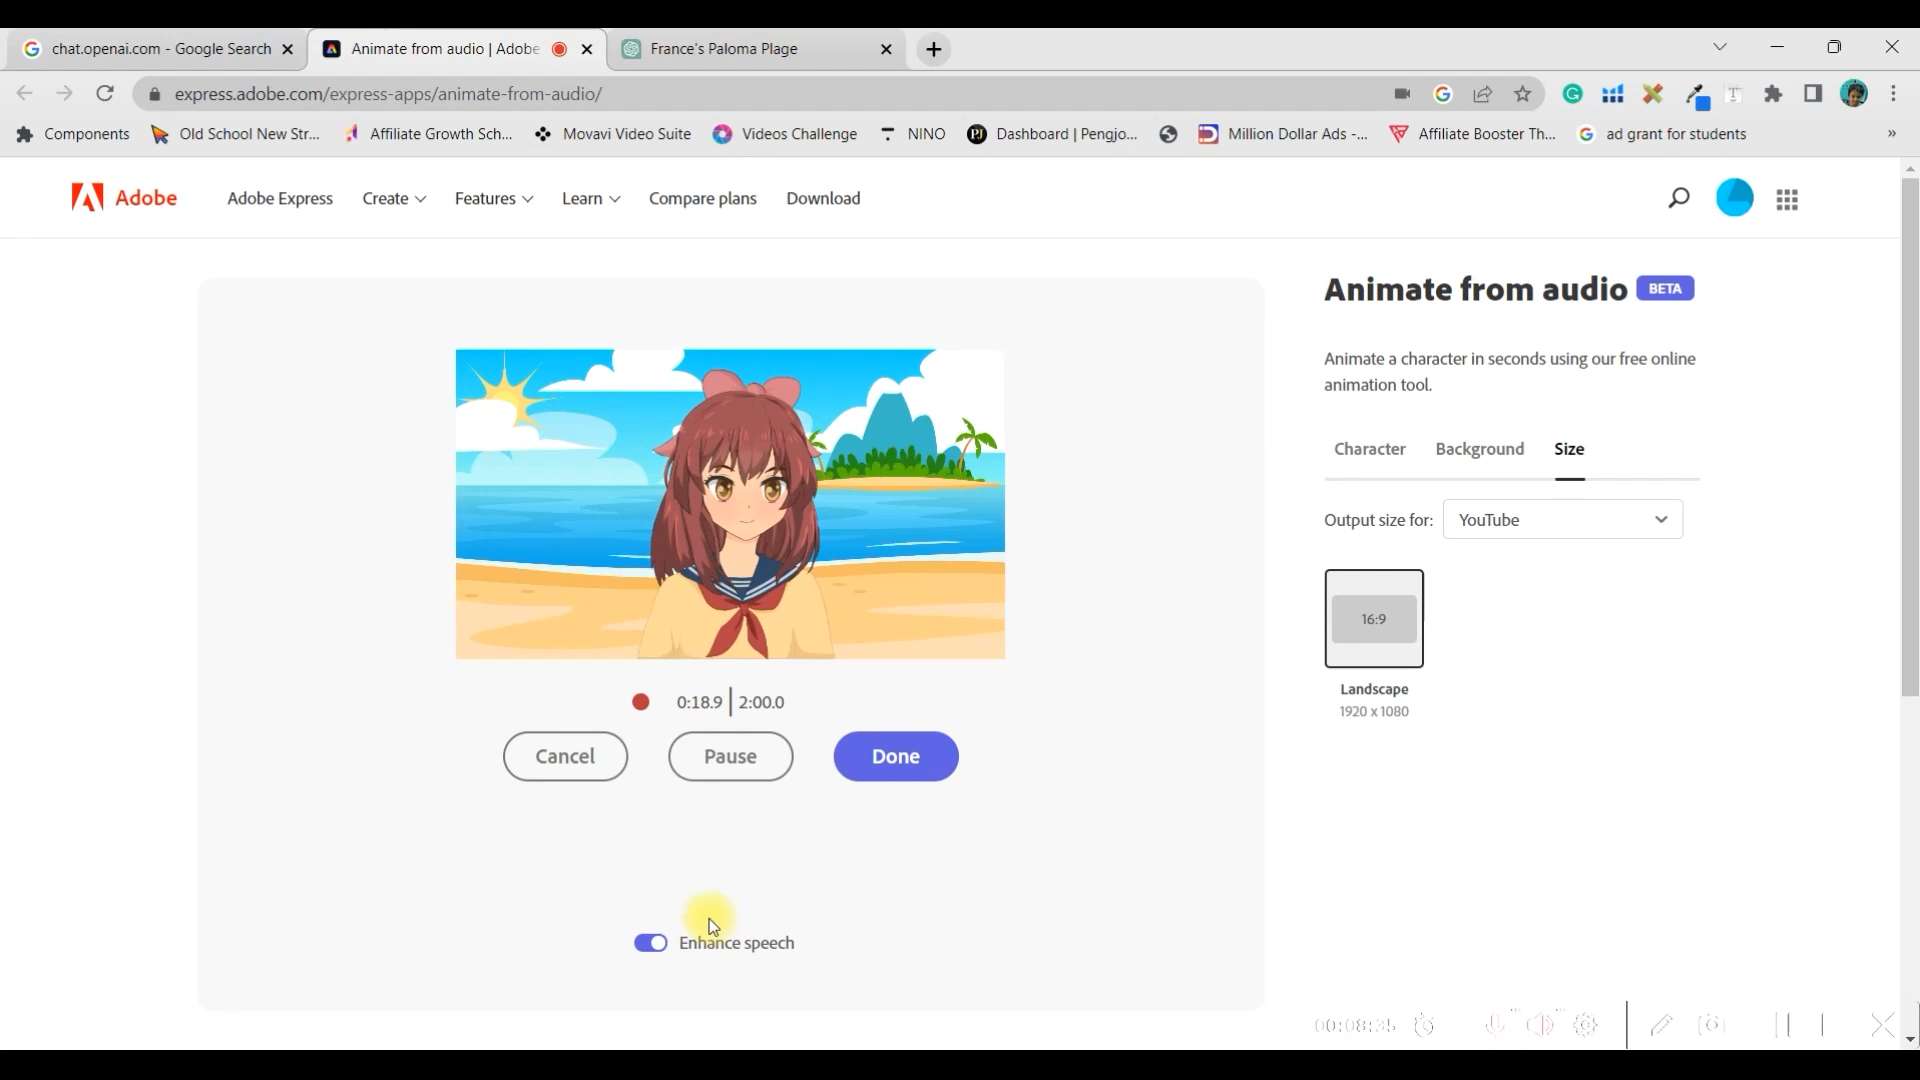 chat.openai.com - Google Search
Animate from audio | Adobe
France's Paloma Plage
express.adobe.com/express-apps/animate-from-audio/
Components
Old School New Str...
Affiliate Growth Sch...
Movavi Video Suite
Videos Challenge
NINO
Dashboard | Pengjo...
Million Dollar Ads -...
Affiliate Booster Th...
ad grant for students
»
Adobe
Adobe Express
Create
Features
Learn
Compare plans
Download
Animate from audio BETA
Animate a character in seconds using our free online
animation tool.
Character
Background
Size
Output size for: YouTube
16:9
Landscape
1920 x 1080
0:18.9 | 2:00.0
Cancel
Pause
Done
Enhance speech
00:08:35